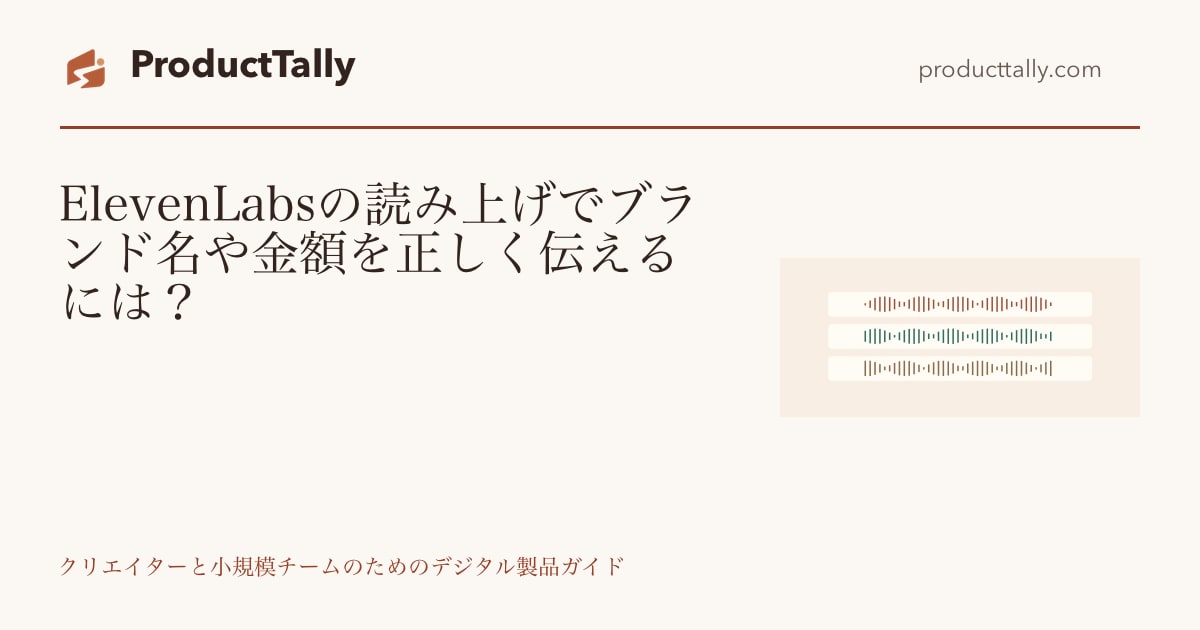 ProductTally
producttally.com
ElevenLabsの読み上げでブラ
ンド名や金額を正しく伝える
には？
クリエイターと小規模チームのためのデジタル製品ガイド